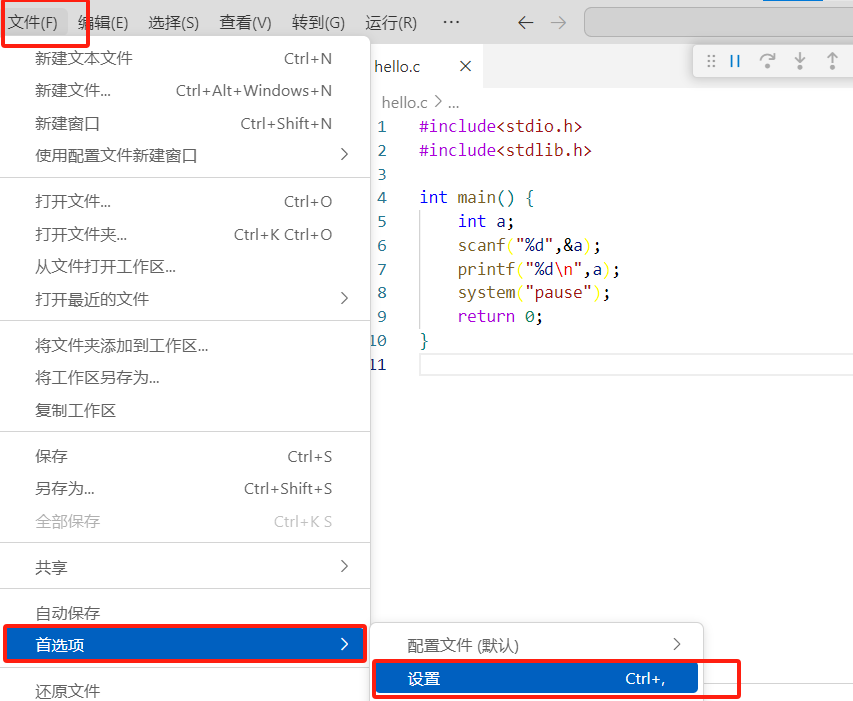 文件(F) 编辑(E) 选择(S) 查看(V) 转到(G) 运行(R) ···
新建文本文件 Ctrl+N
新建文件... Ctrl+Alt+Windows+N
新建窗口 Ctrl+Shift+N
使用配置文件新建窗口
打开文件... Ctrl+O
打开文件夹... Ctrl+K Ctrl+O
从文件打开工作区...
打开最近的文件
将文件夹添加到工作区...
将工作区另存为...
复制工作区
保存 Ctrl+S
另存为... Ctrl+Shift+S
全部保存 Ctrl+K S
共享
自动保存
首选项
还原文件
配置文件 (默认)
设置 Ctrl+,
hello.c
hello.c > ...
1 #include<stdio.h>
2 #include<stdlib.h>
3
4 int main() {
5 int a;
6 scanf("%d",&a);
7 printf("%d\n",a);
8 system("pause");
9 return 0;
10 }
11